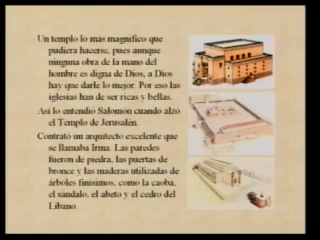 Un templo lo más magnífico que
pudiera hacerse, pues aunque
ninguna obra de la mano del
hombre es digna de Dios, a Dios
hay que darle lo mejor. Por eso las
iglesias han de ser ricas y bellas.
Así lo entendió Salomón cuando alzó
el Templo de Jerusalén.
Contrató un arquitecto excelente que
se llamaba Irma. Las paredes
fueron de piedra, las puertas de
bronce y las maderas utilizadas de
árboles finísimos, como la caoba,
el sándalo, el abeto y el cedro del
Líbano.